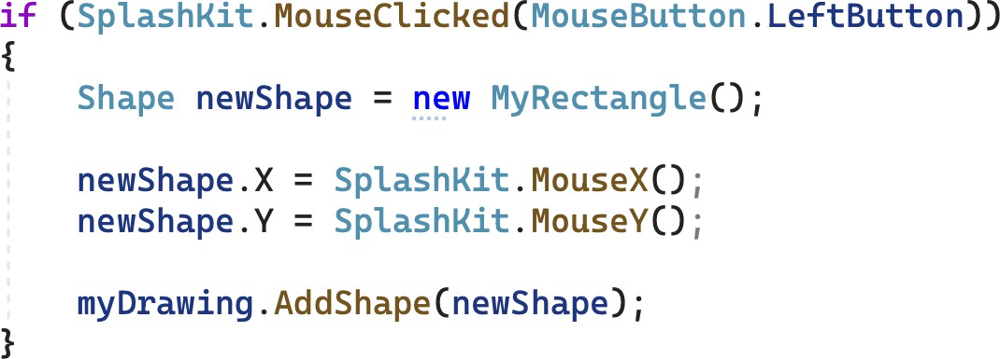 if (SplashKit.MouseClicked(MouseButton.LeftButton))
{
    Shape newShape = new MyRectangle();

    newShape.X = SplashKit.MouseX();
    newShape.Y = SplashKit.MouseY();

    myDrawing.AddShape(newShape);
}